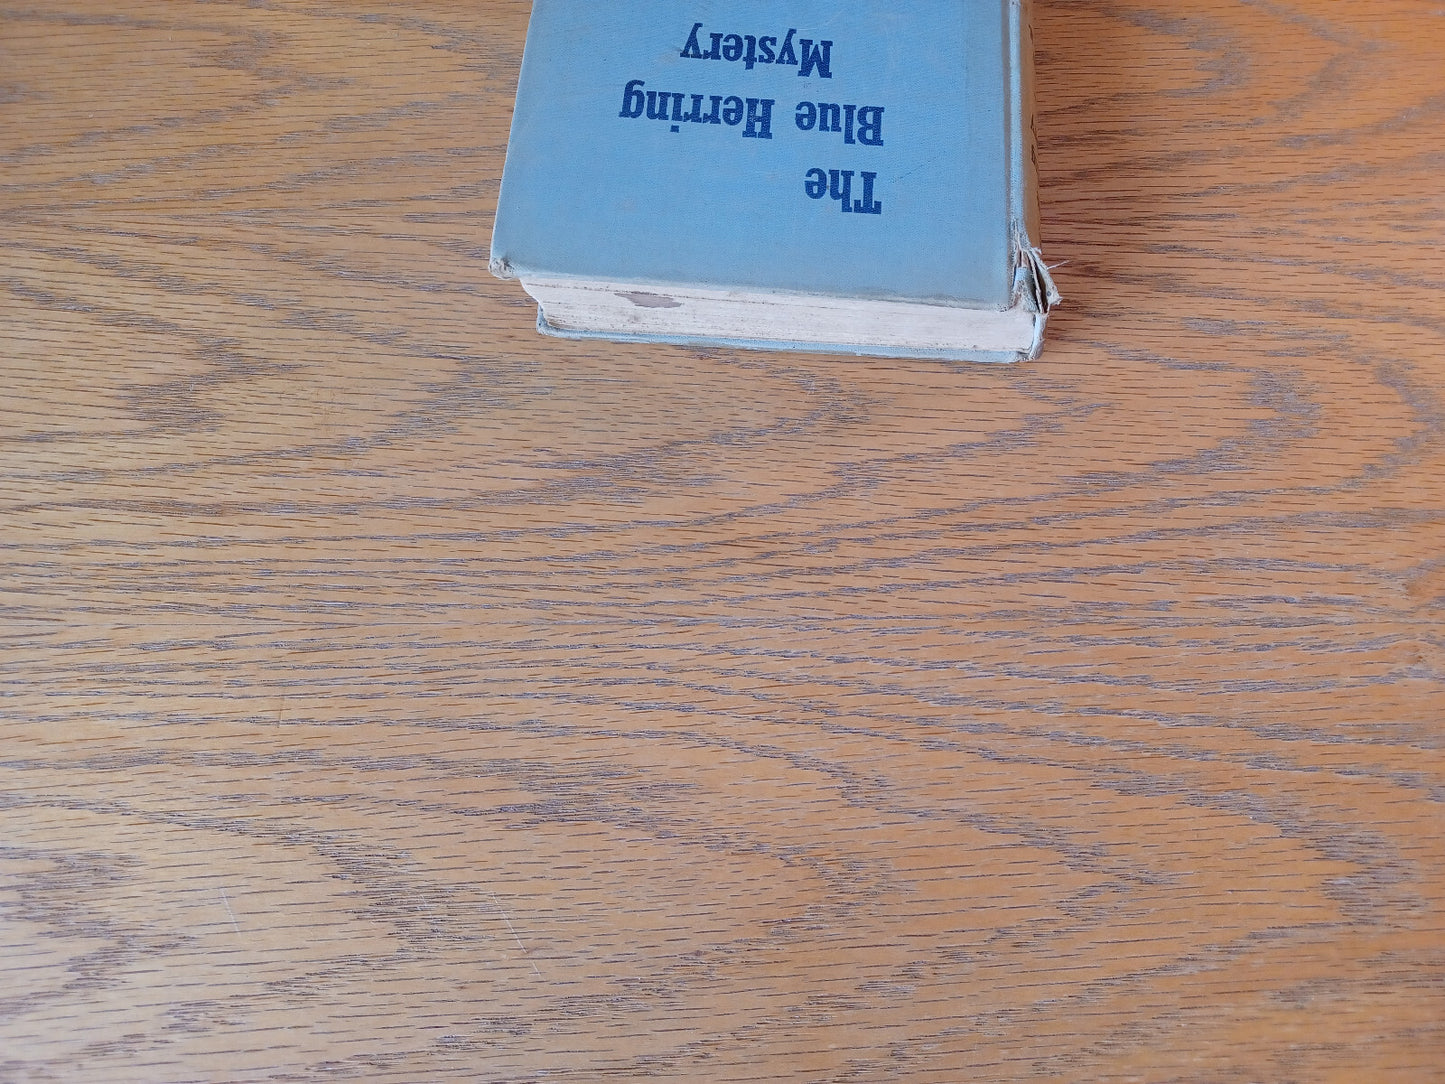 The
Blue Herring
Mystery